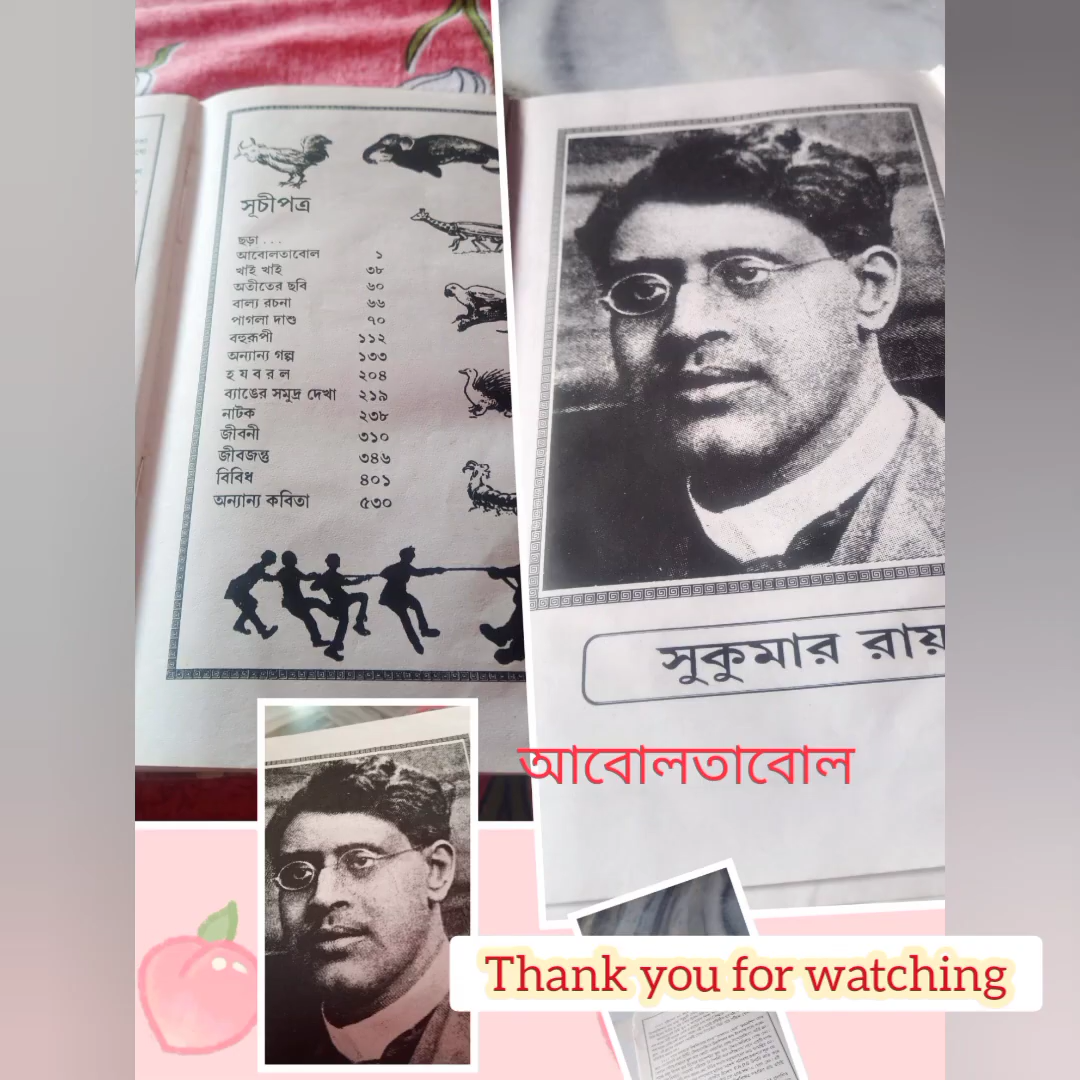 সূচীপত্র
ছড়া ...
আবোলতাবোল ১
খাই খাই ৩৮
অতীতের ছবি ৬০
বাল্য রচনা ৬৬
পাগলা দাশু ৭০
বহুরূপী ১১২
অন্যান্য গল্প ১৩৩
হ য ব র ল ২০৪
ব্যাঙের সমুদ্র দেখা ২১৯
নাটক ২৩৮
জীবনী ৩১০
জীবজন্তু ৩৪৬
বিবিধ ৪০১
অন্যান্য কবিতা ৫৩০
সুকুমার রায়
আবোলতাবোল
Thank you for watching